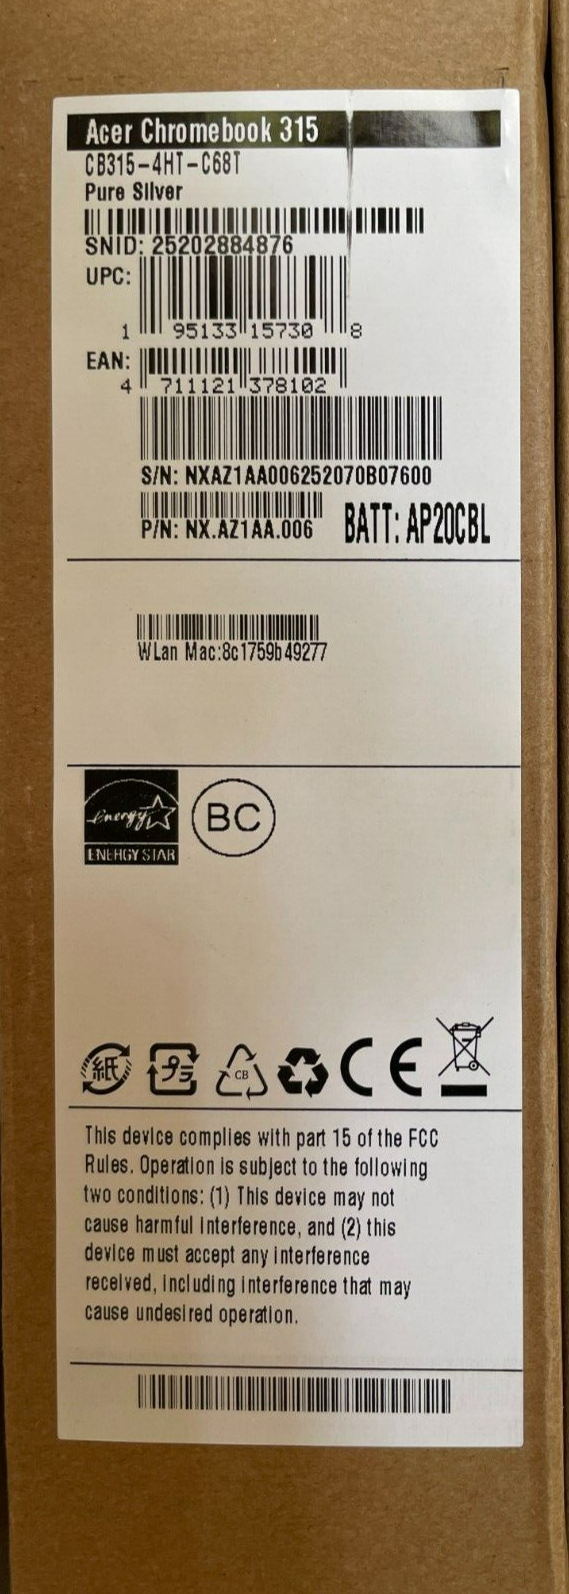 Acer Chromebook 315
CB315-4HT-C68T
Pure Silver
SNID: 25202884876
UPC:
1 95133 15730 8
EAN:
4 711121 378102
S/N: NXAZ1AA006252070B07600
P/N: NX.AZ1AA.006 BATT: AP20CBL
WLan Mac:8c1759b49277
energy
ENERGY STAR
BC
紙 プラ CB CE
This device complies with part 15 of the FCC
Rules. Operation is subject to the following
two conditions: (1) This device may not
cause harmful interference, and (2) this
device must accept any interference
received, including interference that may
cause undesired operation.